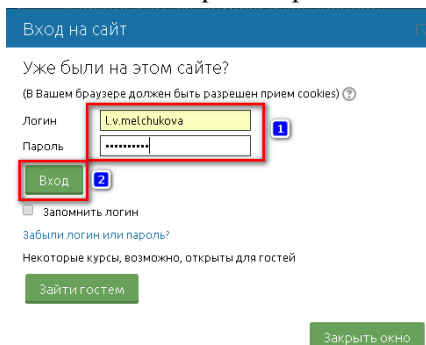 Вход на сайт
Уже были на этом сайте?
(В Вашем браузере должен быть разрешен прием cookies) ?
Логин l.v.melchukova 1
Пароль ••••••••••
Вход 2
Запомнить логин
Забыли логин или пароль?
Некоторые курсы, возможно, открыты для гостей
Зайти гостем
Закрыть окно